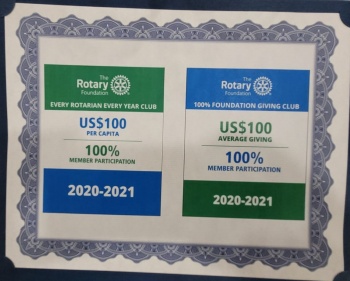 The
Rotary
Foundation
EVERY ROTARIAN EVERY YEAR CLUB
US$100
PER CAPITA
100%
MEMBER PARTICIPATION
2020-2021
The
Rotary
Foundation
100% FOUNDATION GIVING CLUB
US$100
AVERAGE GIVING
100%
MEMBER PARTICIPATION
2020-2021